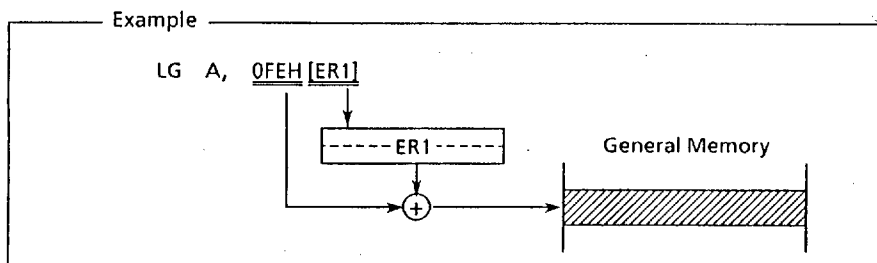 Example
LG A, 0FEH [ER1]
ER1
General Memory
+